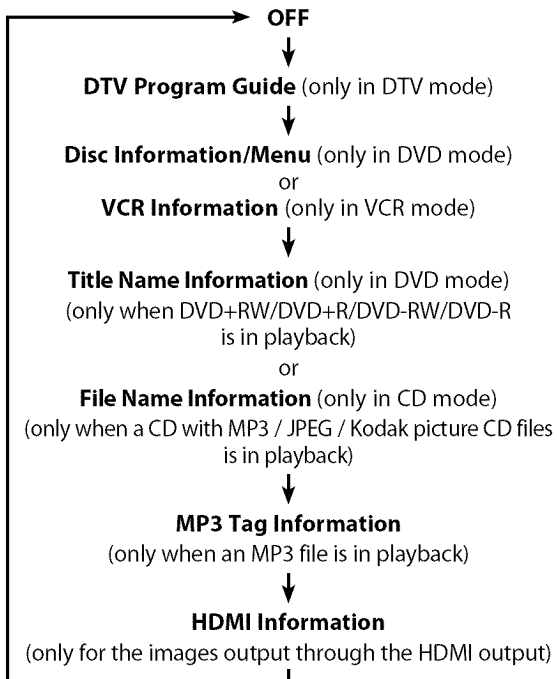 OFF
DTV Program Guide (only in DTV mode)
Disc Information/Menu (only in DVD mode)
or
VCR Information (only in VCR mode)
Title Name Information (only in DVD mode)
(only when DVD+RW/DVD+R/DVD-RW/DVD-R
is in playback)
or
File Name Information (only in CD mode)
(only when a CD with MP3 / JPEG / Kodak picture CD files
is in playback)
MP3 Tag Information
(only when an MP3 file is in playback)
HDMI Information
(only for the images output through the HDMI output)